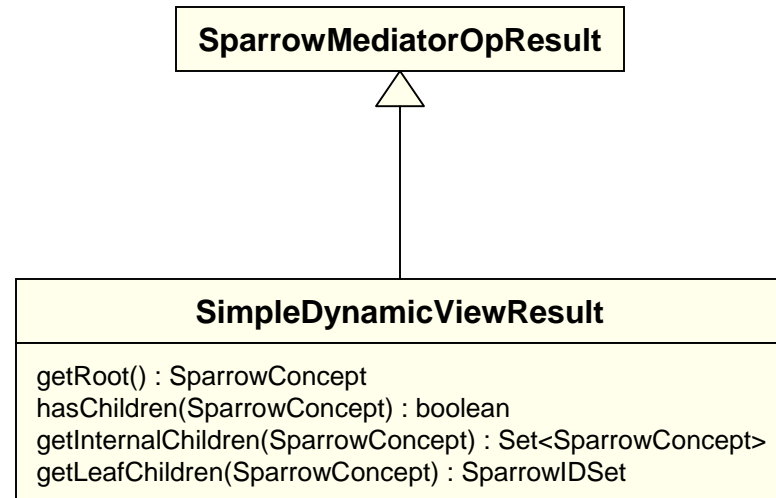 SparrowMediatorOpResult
SimpleDynamicViewResult
getRoot() : SparrowConcept
hasChildren(SparrowConcept) : boolean
getInternalChildren(SparrowConcept) : Set<SparrowConcept>
getLeafChildren(SparrowConcept) : SparrowIDSet